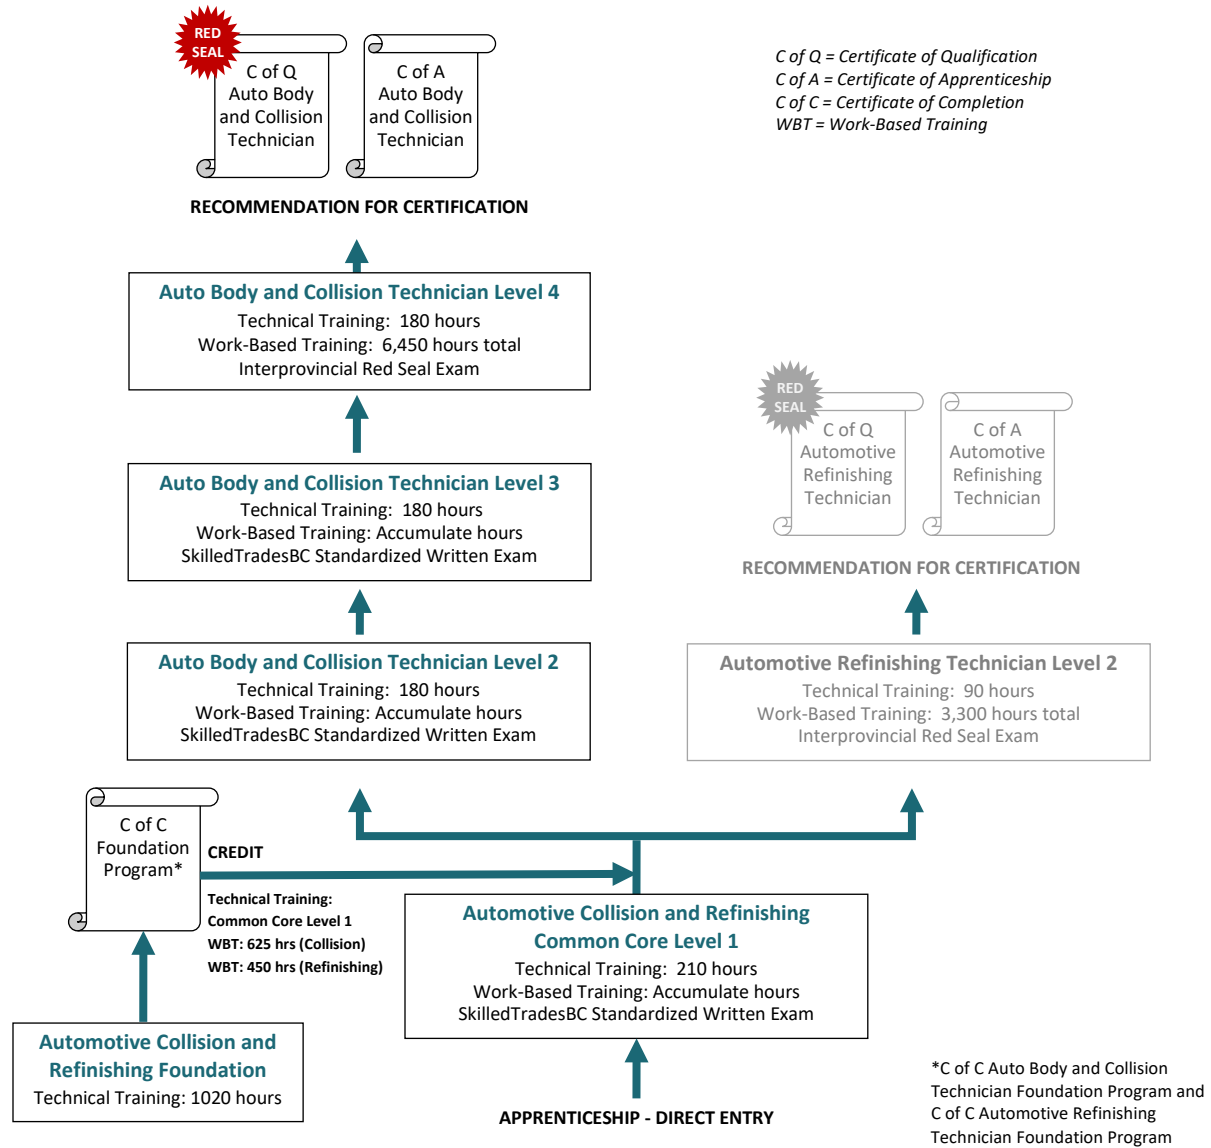 RED
SEAL
C of Q
Auto Body
and Collision
Technician
C of A
Auto Body
and Collision
Technician
C of Q = Certificate of Qualification
C of A = Certificate of Apprenticeship
C of C = Certificate of Completion
WBT = Work-Based Training
RECOMMENDATION FOR CERTIFICATION
Auto Body and Collision Technician Level 4
Technical Training: 180 hours
Work-Based Training: 6,450 hours total
Interprovincial Red Seal Exam
RED
SEAL
C of Q
Automotive
Refinishing
Technician
C of A
Automotive
Refinishing
Technician
RECOMMENDATION FOR CERTIFICATION
Auto Body and Collision Technician Level 3
Technical Training: 180 hours
Work-Based Training: Accumulate hours
SkilledTradesBC Standardized Written Exam
Auto Body and Collision Technician Level 2
Technical Training: 180 hours
Work-Based Training: Accumulate hours
SkilledTradesBC Standardized Written Exam
Automotive Refinishing Technician Level 2
Technical Training: 90 hours
Work-Based Training: 3,300 hours total
Interprovincial Red Seal Exam
C of C
Foundation
Program*
CREDIT
Technical Training:
Common Core Level 1
WBT: 625 hrs (Collision)
WBT: 450 hrs (Refinishing)
Automotive Collision and Refinishing
Common Core Level 1
Technical Training: 210 hours
Work-Based Training: Accumulate hours
SkilledTradesBC Standardized Written Exam
Automotive Collision and
Refinishing Foundation
Technical Training: 1020 hours
APPRENTICESHIP - DIRECT ENTRY
*C of C Auto Body and Collision
Technician Foundation Program and
C of C Automotive Refinishing
Technician Foundation Program